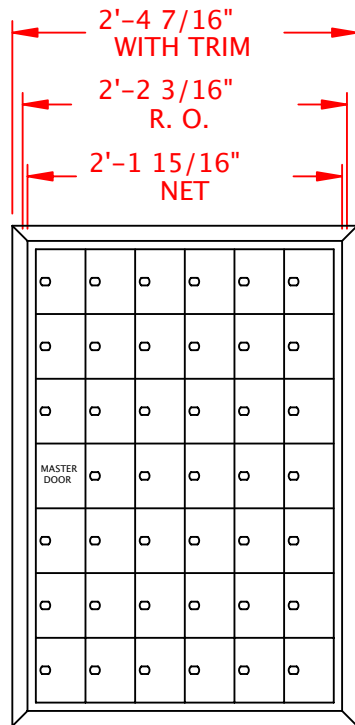 2'-4 7/16"
WITH TRIM
2'-2 3/16"
R. O.
2'-1 15/16"
NET
MASTER
DOOR